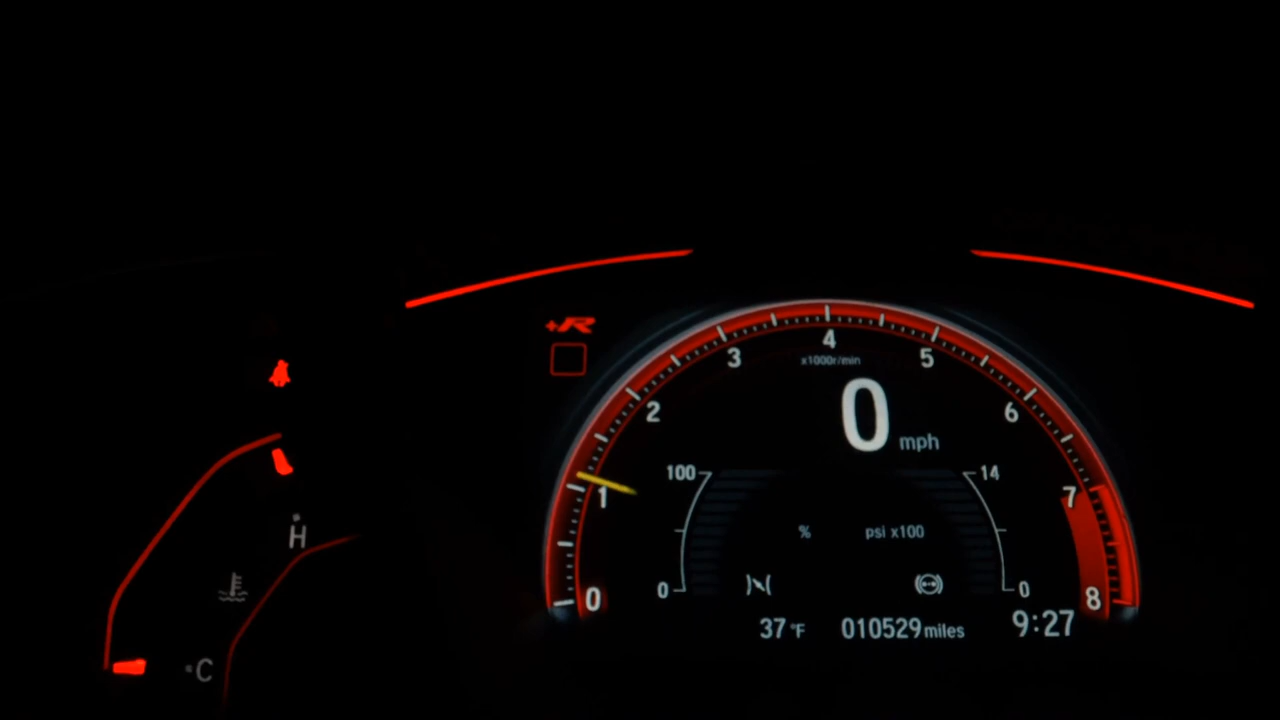 +R
4
3 5
x1000r/min
2 6
0 mph
100 14
1 7
% psi x100
H
0 0
0 8
37 °F 010529 miles 9:27
C